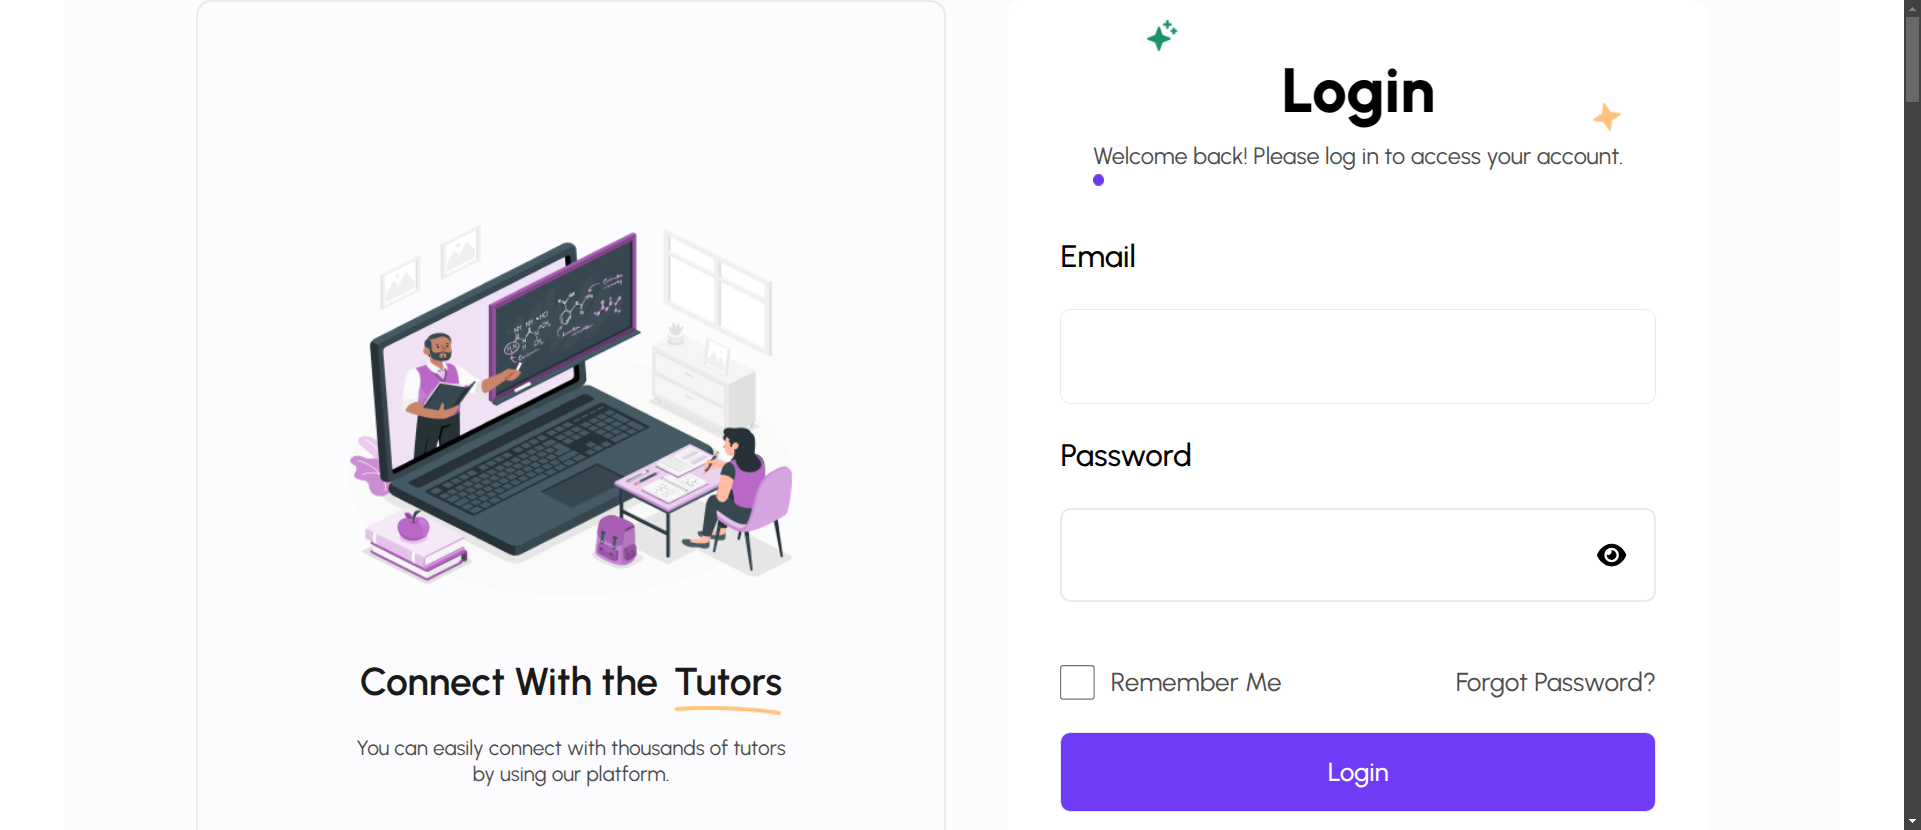 Login
Welcome back! Please log in to access your account.
Email
Password
Remember Me
Forgot Password?
Login
Connect With the Tutors
You can easily connect with thousands of tutors
by using our platform.